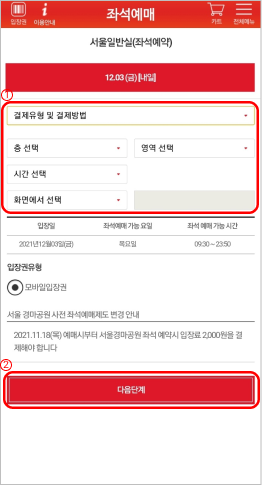 입장권
이용안내
좌석예매
카트
전체메뉴
서울일반실(좌석예약)
12.03 (금) [내일]
①
결제유형 및 결제방법
층 선택
영역 선택
시간 선택
화면에서 선택
입장일 좌석예매 가능 요일 좌석 예매 가능 시간
2021년12월03일(금) 목요일 09:30 ~ 23:50
입장권유형
모바일입장권
서울 경마공원 사전 좌석예매제도 변경 안내
2021.11.18(목) 예매시부터 서울경마공원 좌석 예약시 입장료 2,000원을 결
제해야 합니다
②
다음단계